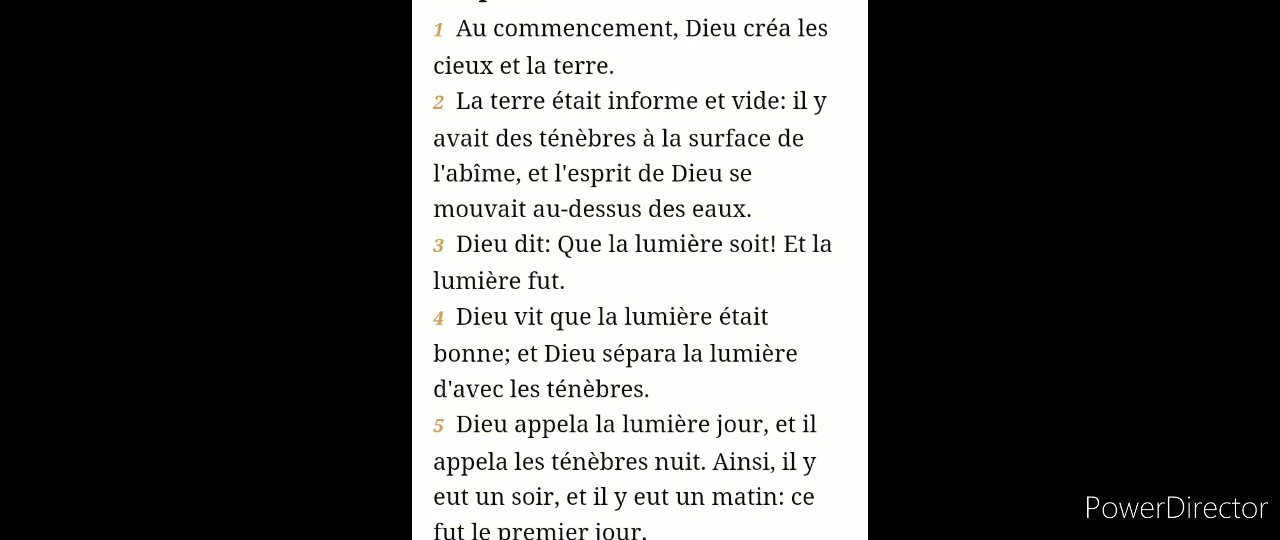 1 Au commencement, Dieu créa les
cieux et la terre.
2 La terre était informe et vide: il y
avait des ténèbres à la surface de
l'abîme, et l'esprit de Dieu se
mouvait au-dessus des eaux.
3 Dieu dit: Que la lumière soit! Et la
lumière fut.
4 Dieu vit que la lumière était
bonne; et Dieu sépara la lumière
d'avec les ténèbres.
5 Dieu appela la lumière jour, et il
appela les ténèbres nuit. Ainsi, il y
eut un soir, et il y eut un matin: ce
fut le premier jour.
PowerDirector